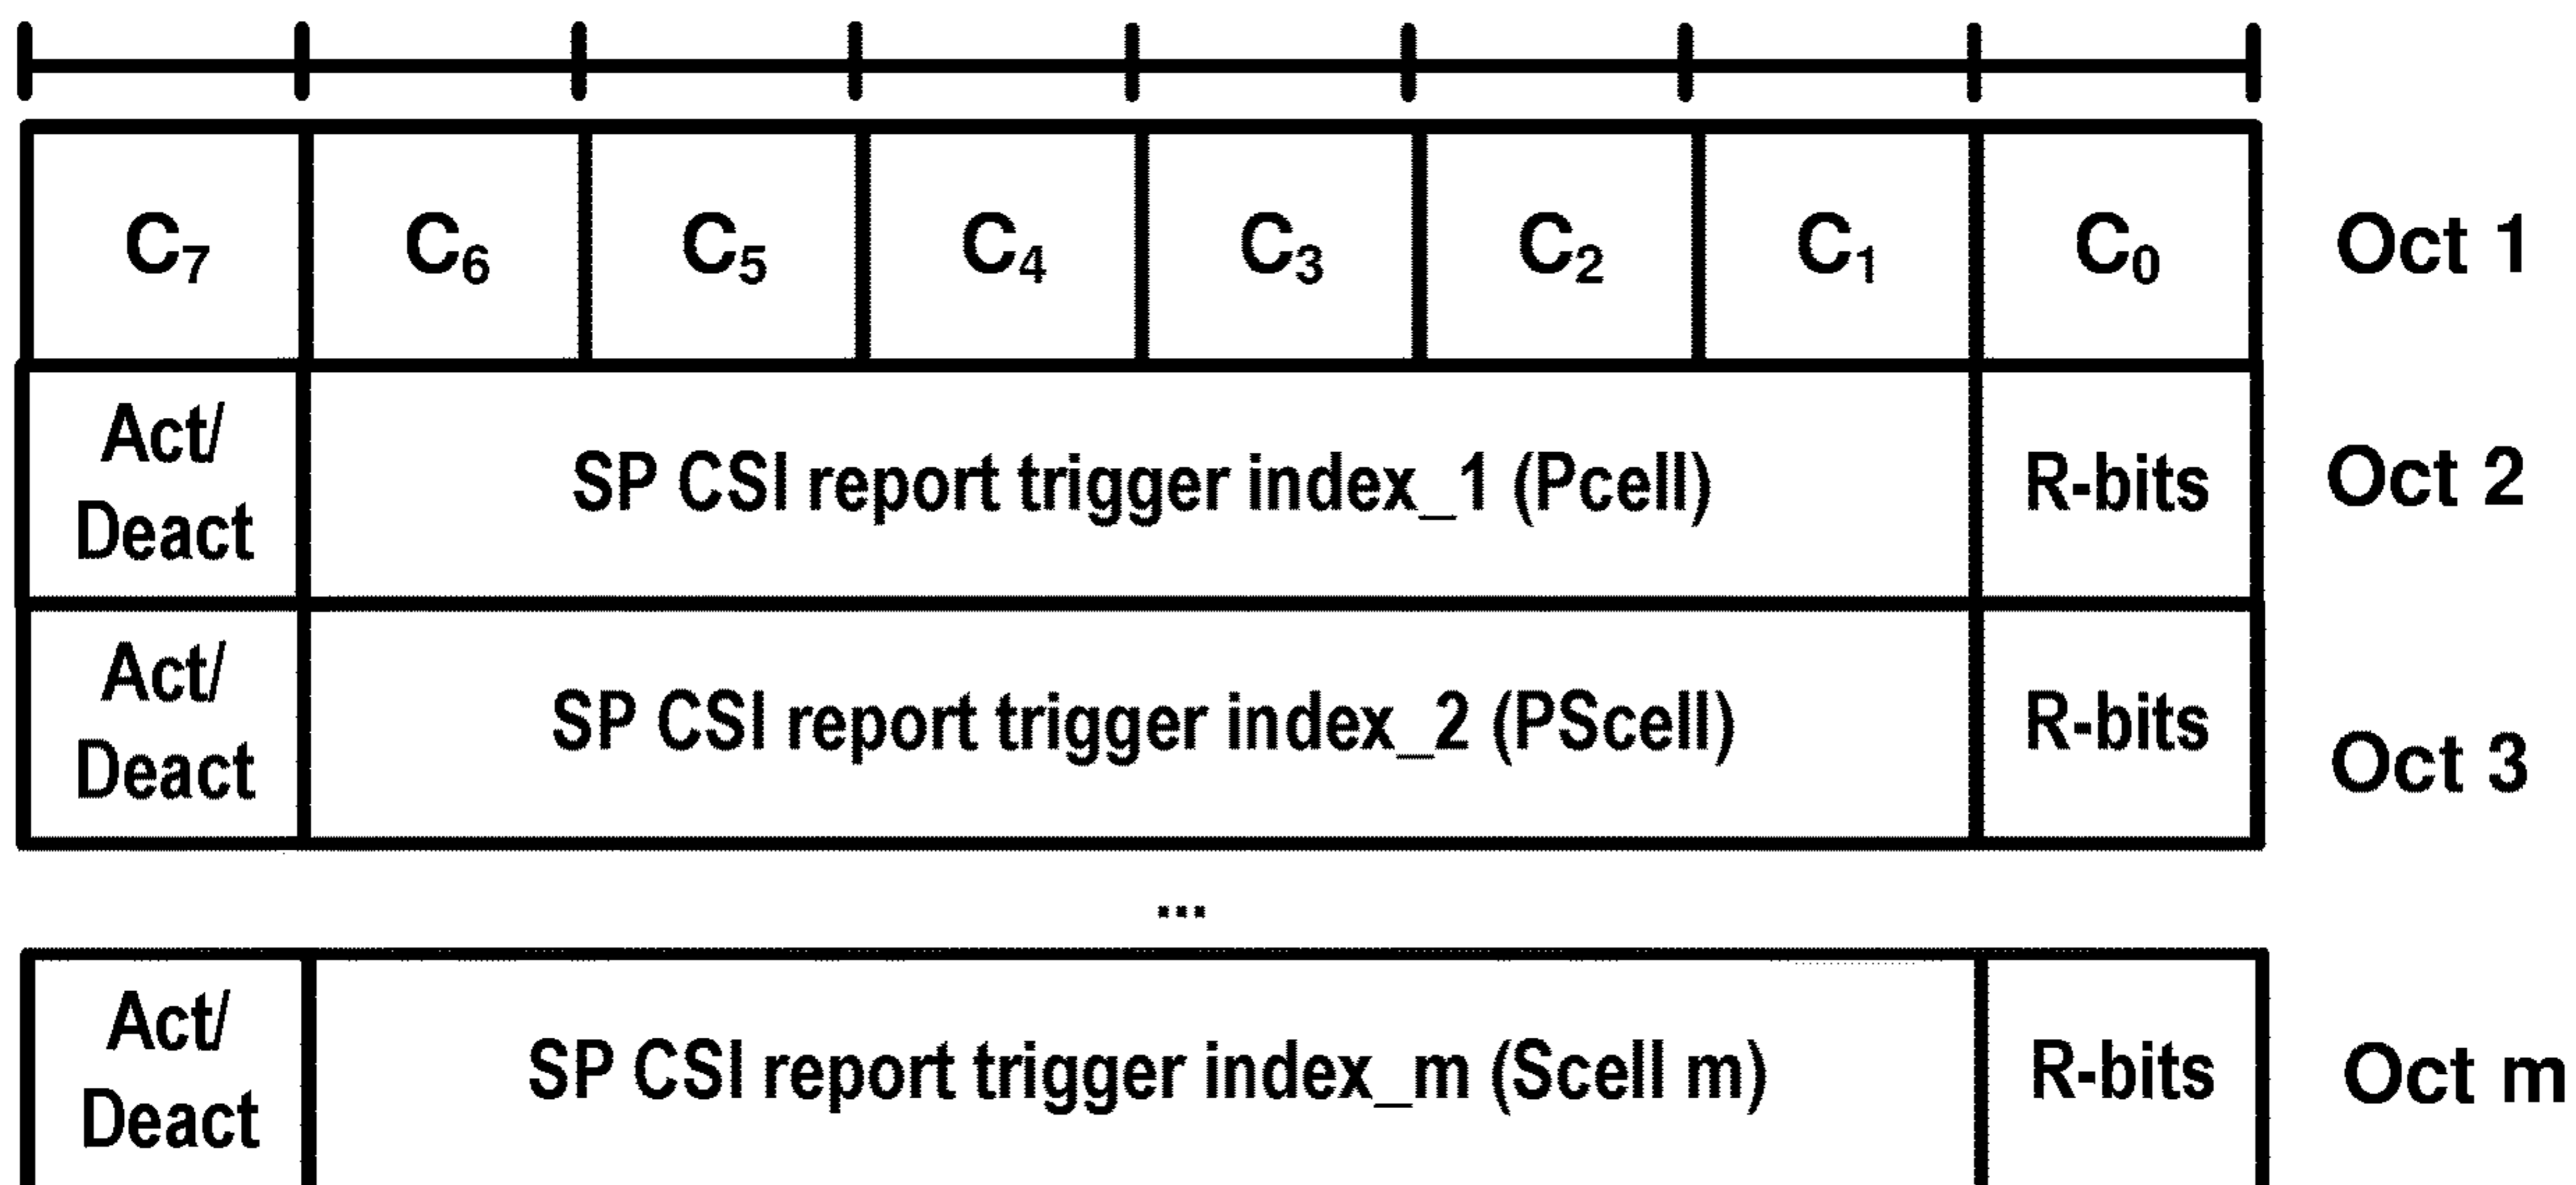 C₇ C₆ C₅ C₄ C₃ C₂ C₁ C₀ Oct 1
Act/
Deact
SP CSI report trigger index_1 (Pcell)
R-bits
Oct 2
Act/
Deact
SP CSI report trigger index_2 (PScell)
R-bits
Oct 3
...
Act/
Deact
SP CSI report trigger index_m (Scell m)
R-bits
Oct m